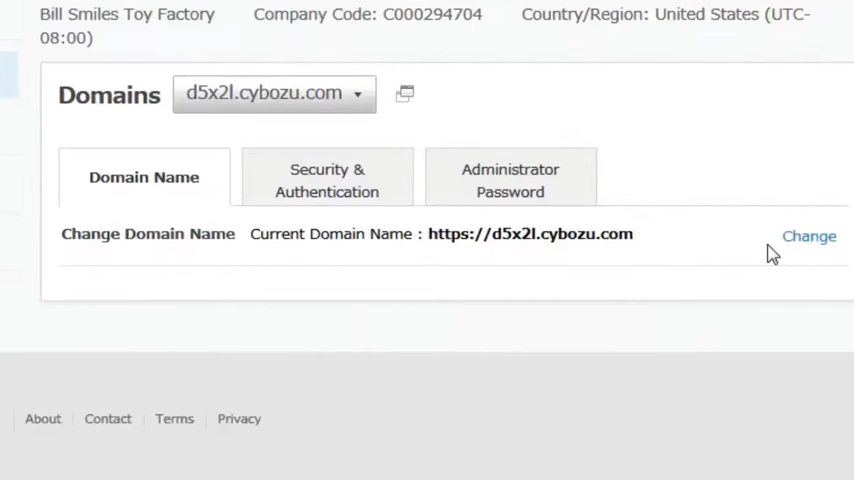 Bill Smiles Toy Factory Company Code: C000294704 Country/Region: United States (UTC-
08:00)
Domains d5x2l.cybozu.com
Domain Name
Security &
Authentication
Administrator
Password
Change Domain Name Current Domain Name : https://d5x2l.cybozu.com Change
About Contact Terms Privacy